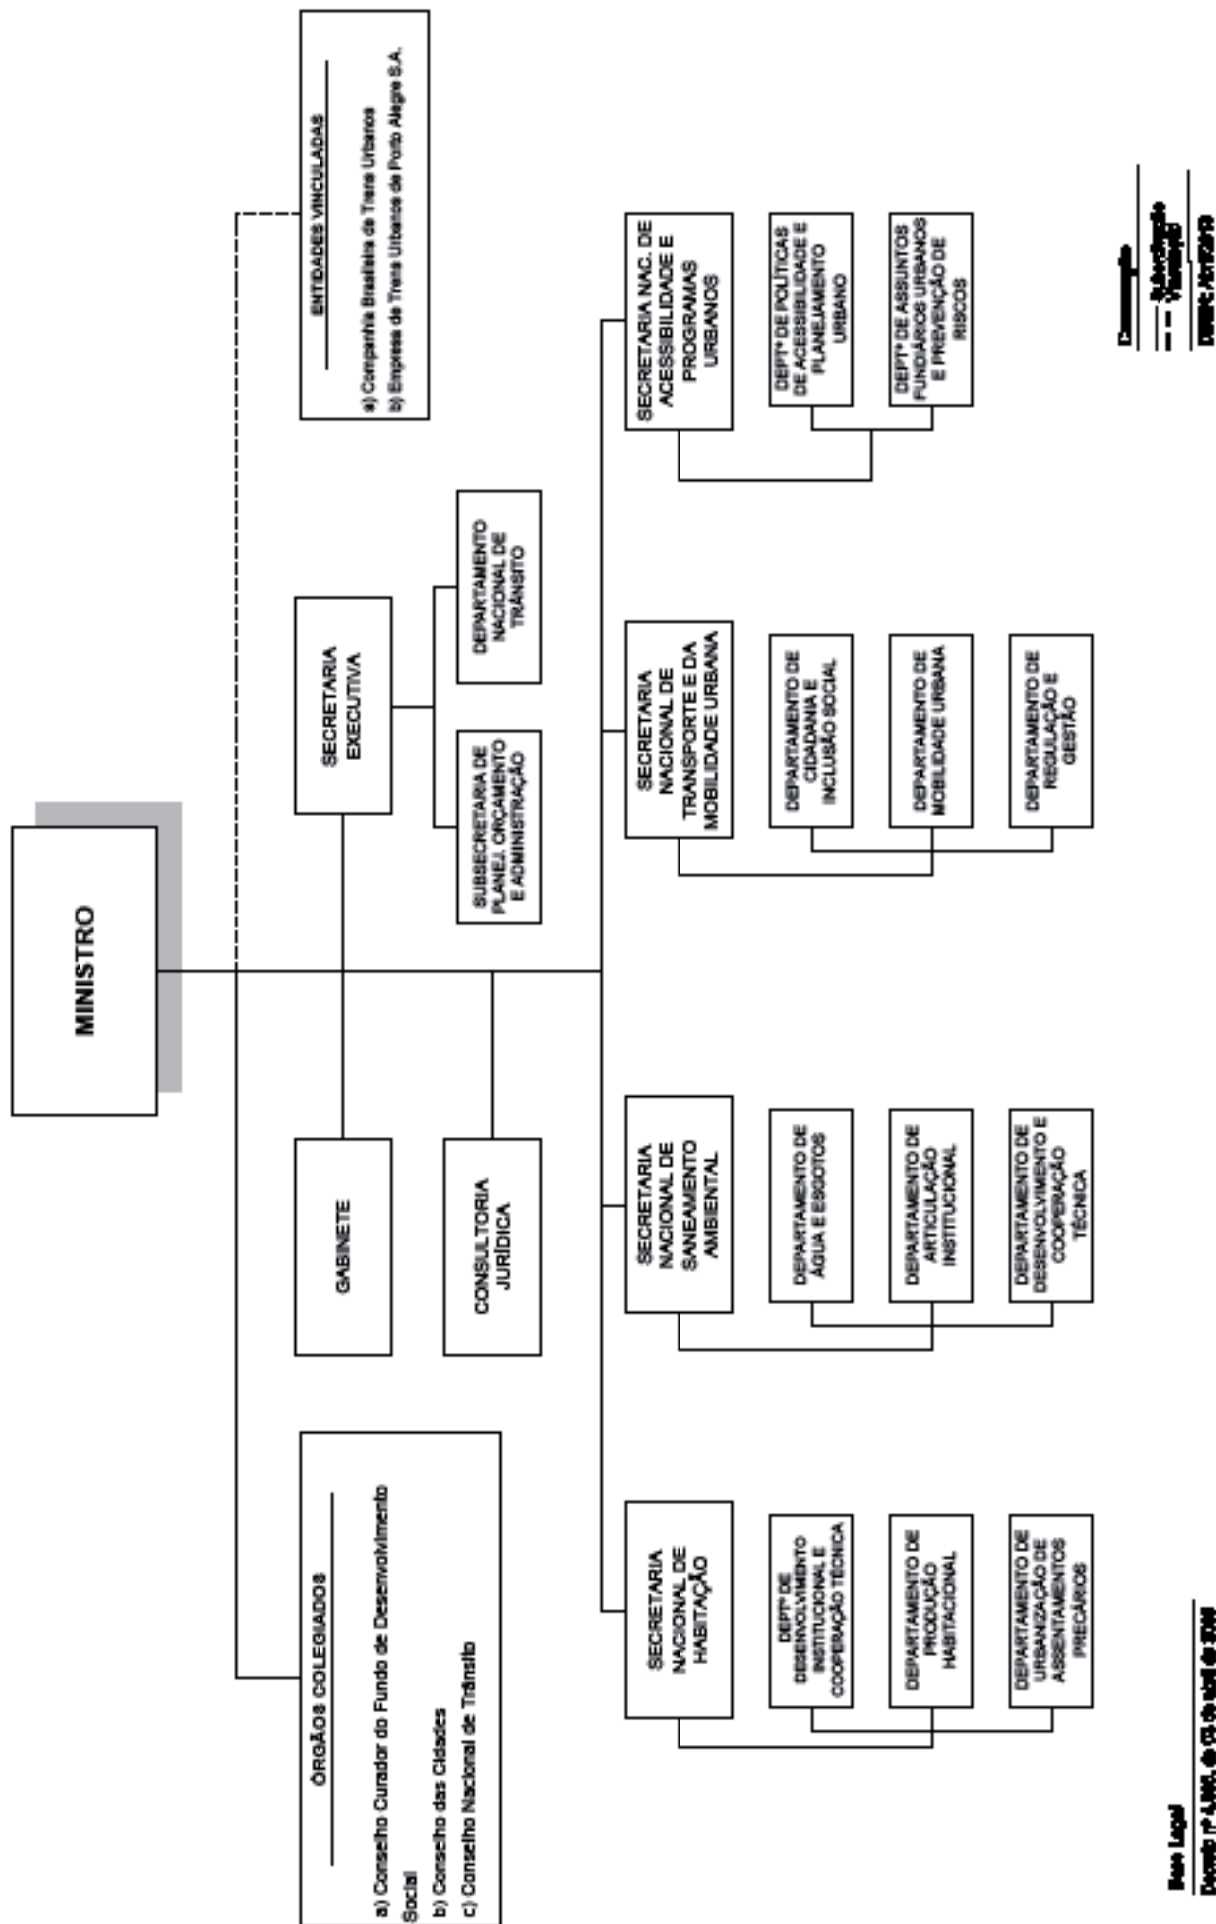 MINISTRO
ÓRGÃOS COLEGIADOS
a) Conselho Curador do Fundo de Desenvolvimento
Social
b) Conselho das Cidades
c) Conselho Nacional de Trânsito
GABINETE
CONSULTORIA
JURÍDICA
SECRETARIA
EXECUTIVA
SUBSECRETARIA DE
PLANEJ. ORÇAMENTO
E ADMINISTRAÇÃO
DEPARTAMENTO
NACIONAL DE
TRÂNSITO
ENTIDADES VINCULADAS
a) Companhia Brasileira de Trens Urbanos
b) Empresa de Trens Urbanos de Porto Alegre S.A.
SECRETARIA
NACIONAL DE
HABITAÇÃO
DEPTº DE
DESENVOLVIMENTO
INSTITUCIONAL E
COOPERAÇÃO TÉCNICA
DEPARTAMENTO DE
PRODUÇÃO
HABITACIONAL
DEPARTAMENTO DE
URBANIZAÇÃO DE
ASSENTAMENTOS
PRECÁRIOS
SECRETARIA
NACIONAL DE
SANEAMENTO
AMBIENTAL
DEPARTAMENTO DE
ÁGUA E ESGOTOS
DEPARTAMENTO DE
ARTICULAÇÃO
INSTITUCIONAL
DEPARTAMENTO DE
DESENVOLVIMENTO E
COOPERAÇÃO
TÉCNICA
SECRETARIA
NACIONAL DE
TRANSPORTE E DA
MOBILIDADE URBANA
DEPARTAMENTO DE
CIDADANIA E
INCLUSÃO SOCIAL
DEPARTAMENTO DE
MOBILIDADE URBANA
DEPARTAMENTO DE
REGULAÇÃO E
GESTÃO
SECRETARIA NAC. DE
ACESSIBILIDADE E
PROGRAMAS
URBANOS
DEPTº DE POLÍTICAS
DE ACESSIBILIDADE E
PLANEJAMENTO
URBANO
DEPTº DE ASSUNTOS
FUNDIÁRIOS URBANOS
E PREVENÇÃO DE
RISCOS
Base Legal
Decreto nº de abril de
Subordinação